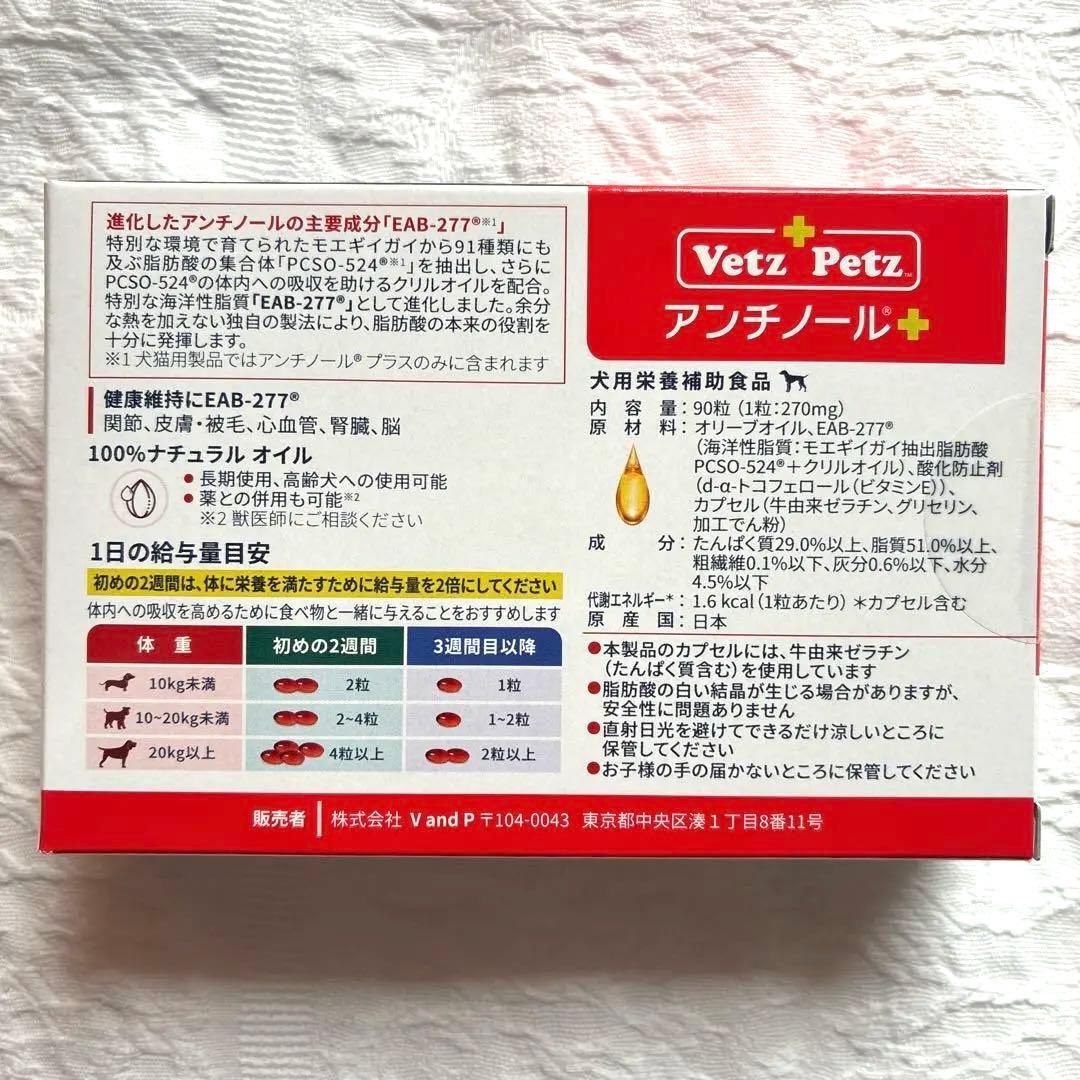 進化したアンチノールの主要成分「EAB-277®※1」
特別な環境で育てられたモエギイガイから91種類にも
及ぶ脂肪酸の集合体「PCSO-524®※1」を抽出し、さらに
PCSO-524®の体内への吸収を助けるクリルオイルを配合。
特別な海洋性脂質「EAB-277®」として進化しました。余分
な熱を加えない独自の製法により、脂肪酸の本来の役割を
十分に発揮します。
※1 犬猫用製品ではアンチノール® プラスのみに含まれます
健康維持にEAB-277®
関節、皮膚・被毛、心血管、腎臓、脳
100%ナチュラル オイル
●長期使用、高齢犬への使用可能
●薬との併用も可能※2
※2 獣医師にご相談ください
1日の給与量目安
初めの2週間は、体に栄養を満たすために給与量を2倍にしてください
体内への吸収を高めるために食べ物と一緒に与えることをおすすめします
体 重 初めの2週間 3週間目以降
10kg未満 2粒 1粒
10~20kg未満 2~4粒 1~2粒
20kg以上 4粒以上 2粒以上
Vetz Petz™
アンチノール®+
犬用栄養補助食品
内容量:90粒(1粒:270mg)
原材料:オリーブオイル、EAB-277®
(海洋性脂質:モエギイガイ抽出脂肪酸
PCSO-524®+クリルオイル)、酸化防止剤
(d-α-トコフェロール(ビタミンE))、
カプセル(牛由来ゼラチン、グリセリン、
加工でん粉)
成分:たんぱく質29.0%以上、脂質51.0%以上、
粗繊維0.1%以下、灰分0.6%以下、水分
4.5%以下
代謝エネルギー*:1.6 kcal(1粒あたり)*カプセル含む
原産国:日本
●本製品のカプセルには、牛由来ゼラチン
(たんぱく質含む)を使用しています
●脂肪酸の白い結晶が生じる場合がありますが、
安全性に問題ありません
●直射日光を避けてできるだけ涼しいところに
保管してください
●お子様の手の届かないところに保管してください
販売者 株式会社 V and P 〒104-0043 東京都中央区湊1丁目8番11号